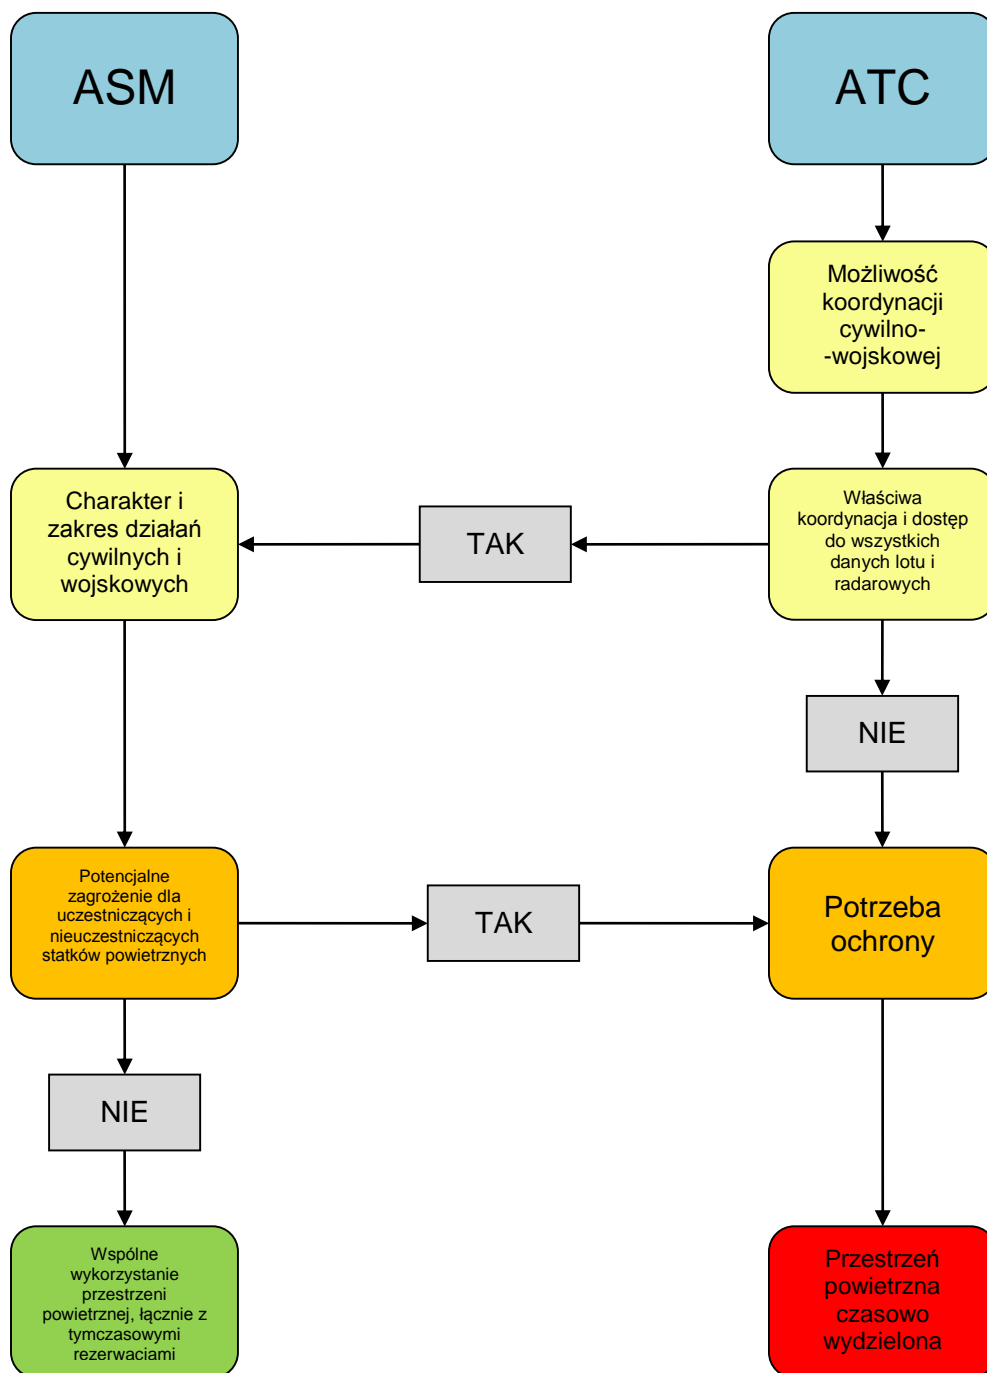 ASM
ATC
Możliwość
koordynacji
cywilno-
-wojskowej
Charakter i
zakres działań
cywilnych i
wojskowych
TAK
Właściwa
koordynacja i dostęp
do wszystkich
danych lotu i
radarowych
NIE
Potencjalne
zagrożenie dla
uczestniczących i
nieuczestniczących
statków powietrznych
TAK
Potrzeba
ochrony
NIE
Wspólne
wykorzystanie
przestrzeni
powietrznej, łącznie z
tymczasowymi
rezerwacjami
Przestrzeń
powietrzna
czasowo
wydzielona